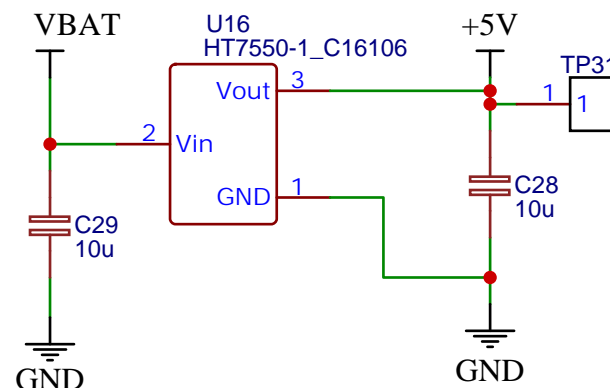 VBAT
U16
HT7550-1_C16106
+5V
TP31
Vout
3
1
1
2
Vin
GND
1
C29
10u
C28
10u
GND
GND